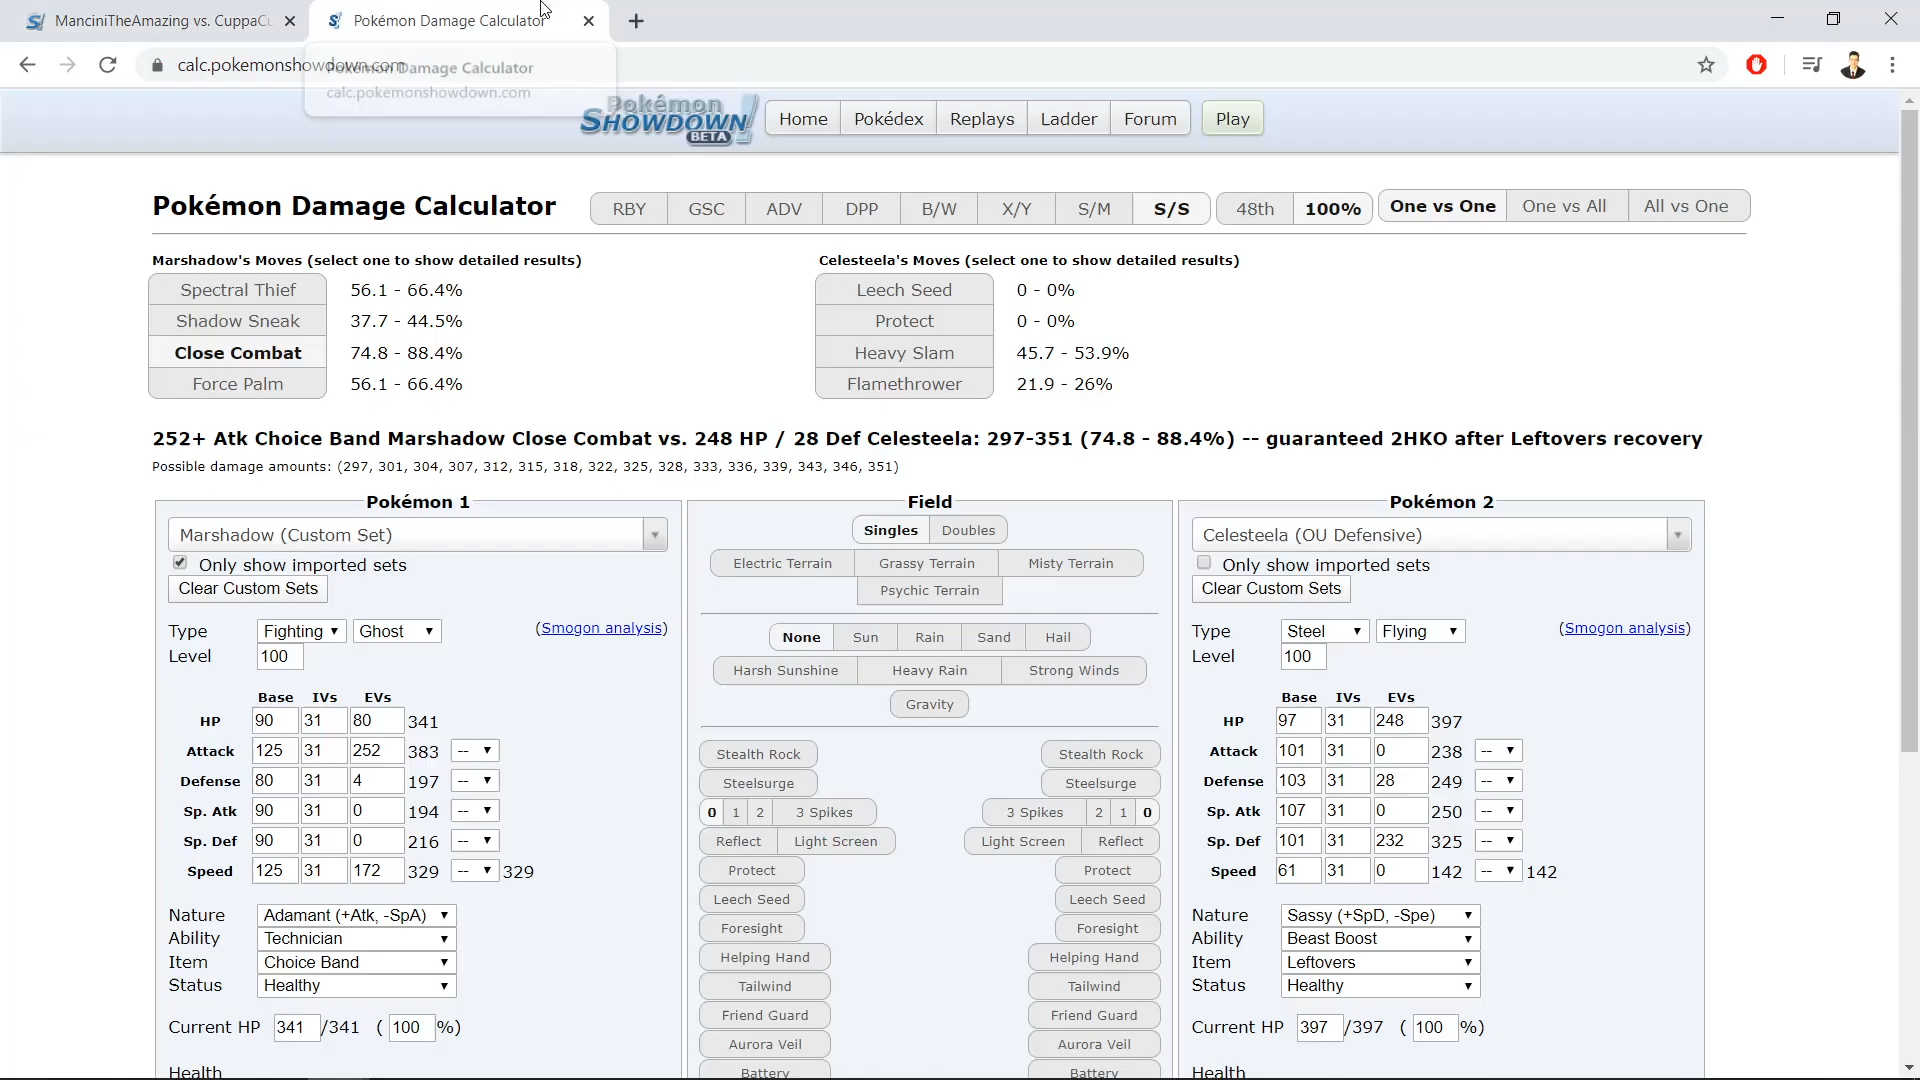 ManciniTheAmazing vs. CuppaCu
Pokémon Damage Calculator
calc.pokemonshowdown.com
Pokémon Damage Calculator
calc.pokemonshowdown.com
Pokémon
SHOWDOWN!
BETA
Home Pokédex Replays Ladder Forum Play
Pokémon Damage Calculator RBY GSC ADV DPP B/W X/Y S/M S/S 48th 100% One vs One One vs All All vs One
Marshadow's Moves (select one to show detailed results) Celesteela's Moves (select one to show detailed results)
Spectral Thief 56.1 - 66.4% Leech Seed 0 - 0%
Shadow Sneak 37.7 - 44.5% Protect 0 - 0%
Close Combat 74.8 - 88.4% Heavy Slam 45.7 - 53.9%
Force Palm 56.1 - 66.4% Flamethrower 21.9 - 26%
252+ Atk Choice Band Marshadow Close Combat vs. 248 HP / 28 Def Celesteela: 297-351 (74.8 - 88.4%) -- guaranteed 2HKO after Leftovers recovery
Possible damage amounts: (297, 301, 304, 307, 312, 315, 318, 322, 325, 328, 333, 336, 339, 343, 346, 351)
Pokémon 1
Marshadow (Custom Set)
Only show imported sets
Clear Custom Sets
Type Fighting Ghost (Smogon analysis)
Level 100
Base IVs EVs
HP 90 31 80 341
Attack 125 31 252 383 --
Defense 80 31 4 197 --
Sp. Atk 90 31 0 194 --
Sp. Def 90 31 0 216 --
Speed 125 31 172 329 -- 329
Nature Adamant (+Atk, -SpA)
Ability Technician
Item Choice Band
Status Healthy
Current HP 341/341 (100%)
Health
Field
Singles Doubles
Electric Terrain Grassy Terrain Misty Terrain
Psychic Terrain
None Sun Rain Sand Hail
Harsh Sunshine Heavy Rain Strong Winds
Gravity
Stealth Rock Stealth Rock
Steelsurge Steelsurge
0 1 2 3 Spikes 3 Spikes 2 1 0
Reflect Light Screen Light Screen Reflect
Protect Protect
Leech Seed Leech Seed
Foresight Foresight
Helping Hand Helping Hand
Tailwind Tailwind
Friend Guard Friend Guard
Aurora Veil Aurora Veil
Battery Battery
Pokémon 2
Celesteela (OU Defensive)
Only show imported sets
Clear Custom Sets
Type Steel Flying (Smogon analysis)
Level 100
Base IVs EVs
HP 97 31 248 397
Attack 101 31 0 238 --
Defense 103 31 28 249 --
Sp. Atk 107 31 0 250 --
Sp. Def 101 31 232 325 --
Speed 61 31 0 142 -- 142
Nature Sassy (+SpD, -Spe)
Ability Beast Boost
Item Leftovers
Status Healthy
Current HP 397/397 (100%)
Health